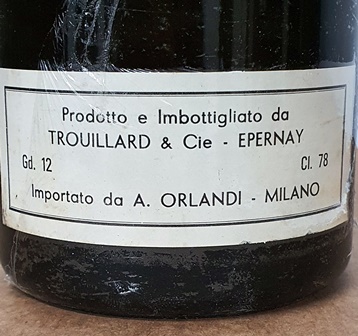 Prodotto e Imbottigliato da
TROUILLARD & Cie - EPERNAY
Gd. 12 Cl. 78
Importato da A. ORLANDI - MILANO